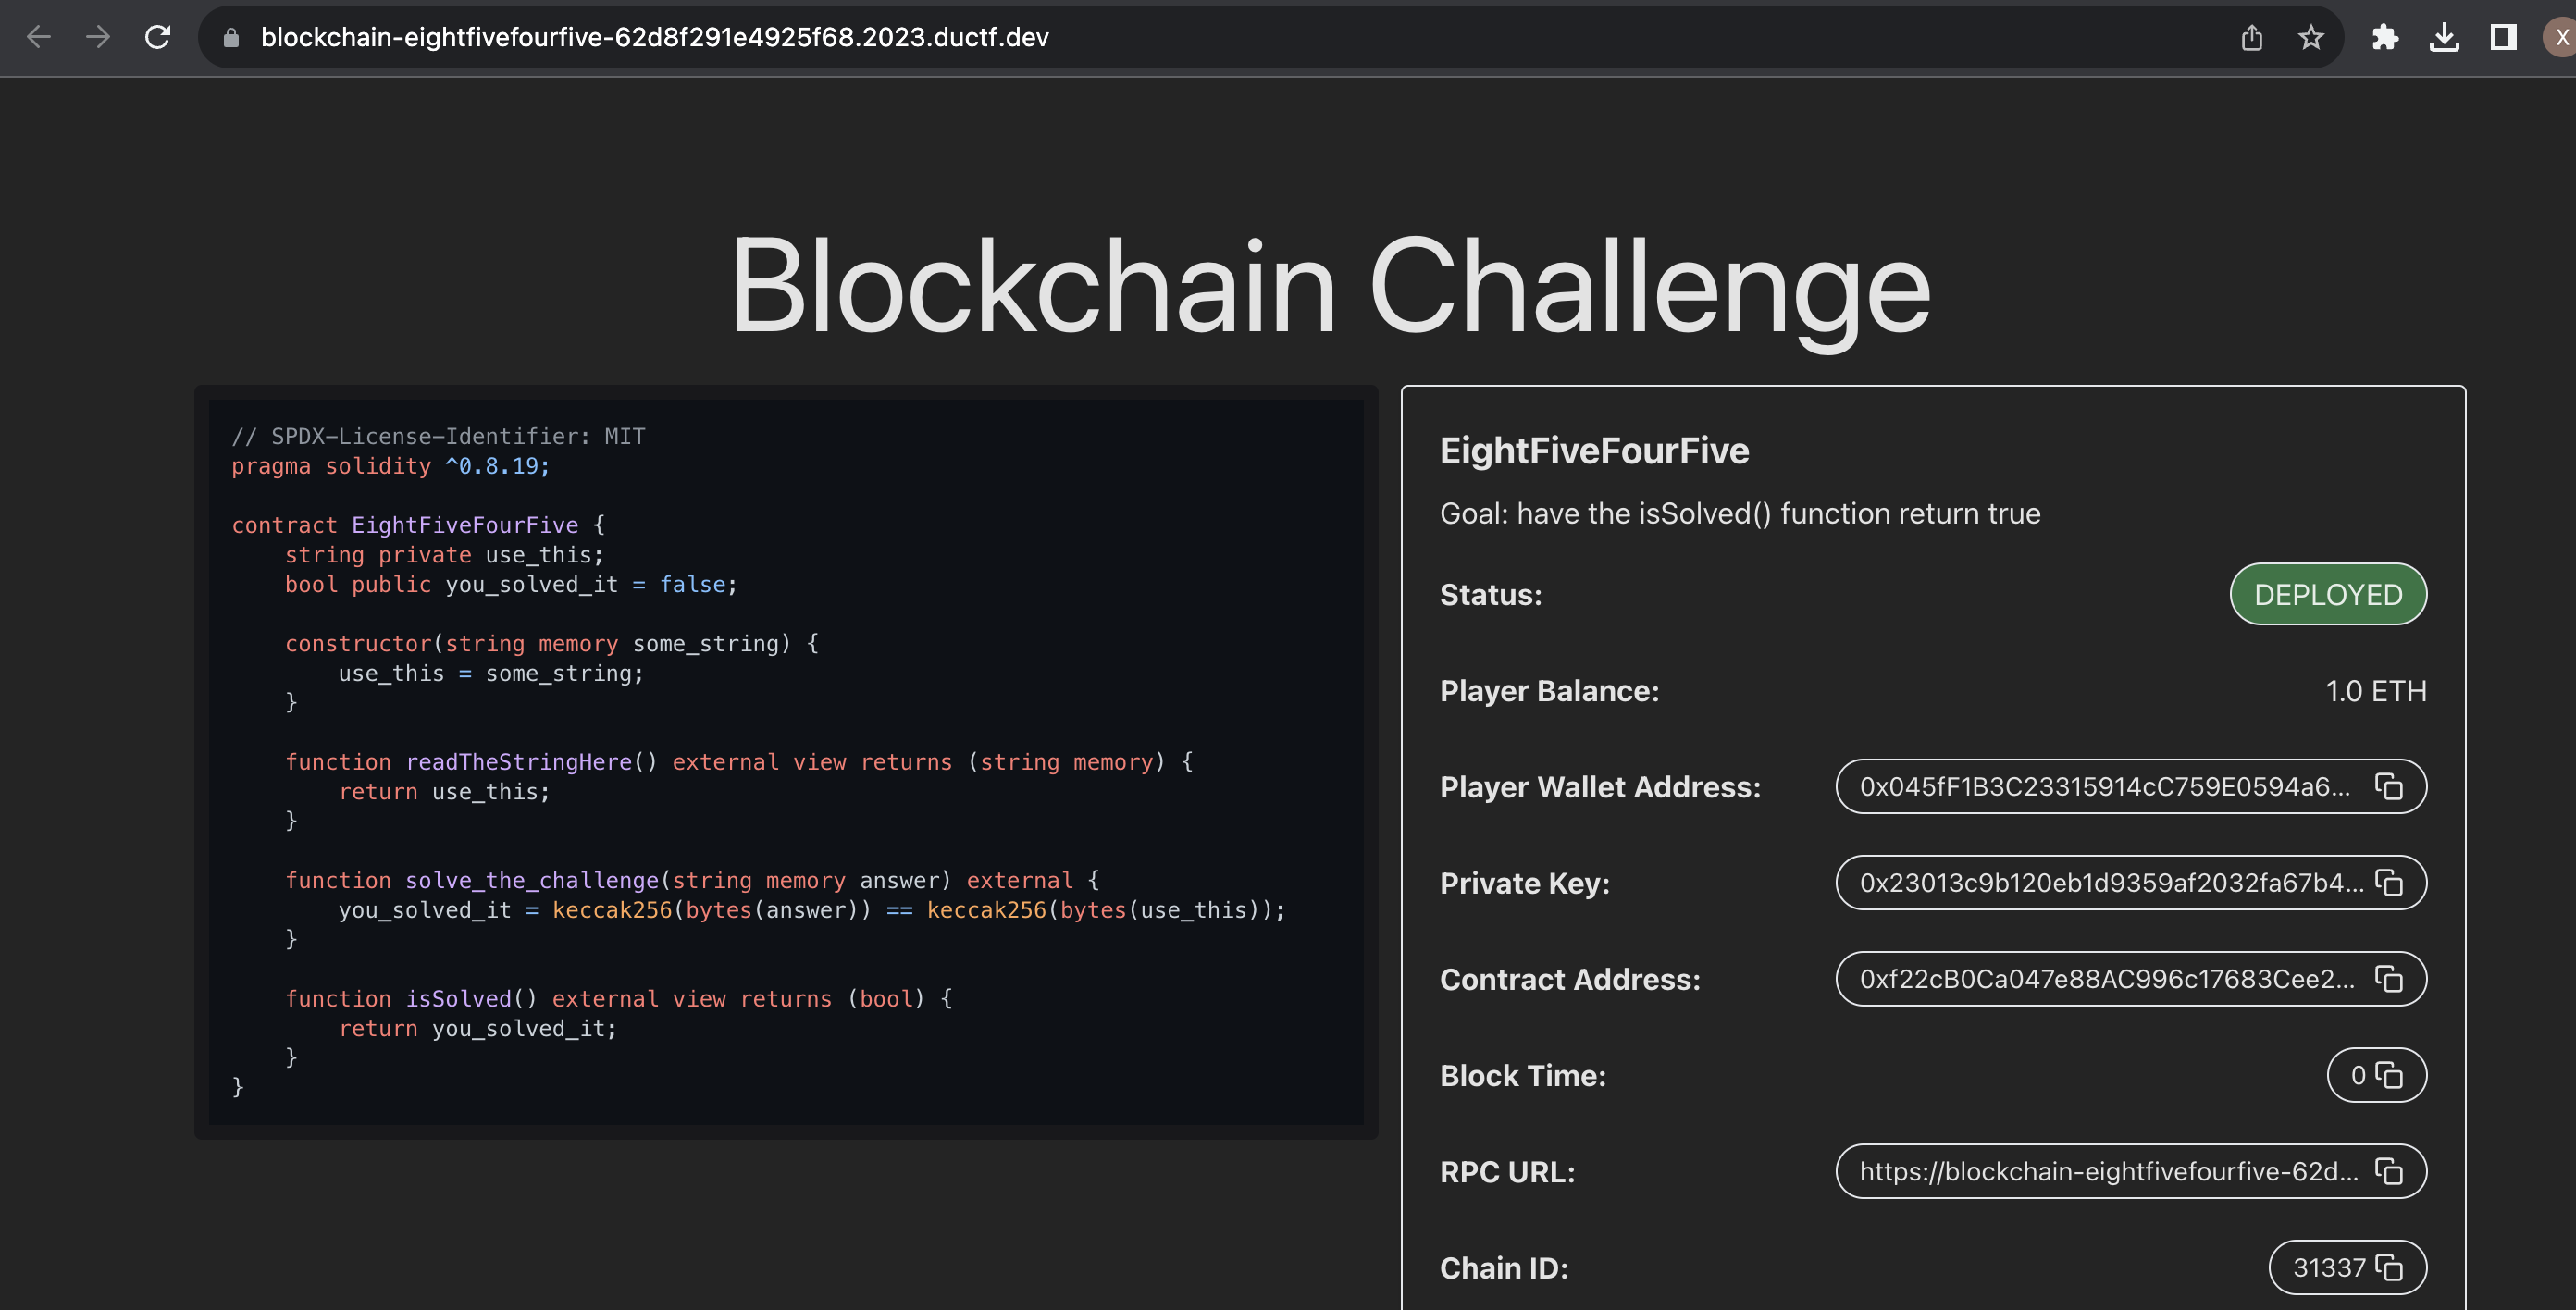 blockchain-eightfivefourfive-62d8f291e4925f68.2023.ductf.dev
X
Blockchain Challenge
// SPDX-License-Identifier: MIT
pragma solidity ^0.8.19;
contract EightFiveFourFive {
    string private use_this;
    bool public you_solved_it = false;
    constructor(string memory some_string) {
        use_this = some_string;
    }
    function readTheStringHere() external view returns (string memory) {
        return use_this;
    }
    function solve_the_challenge(string memory answer) external {
        you_solved_it = keccak256(bytes(answer)) == keccak256(bytes(use_this));
    }
    function isSolved() external view returns (bool) {
        return you_solved_it;
    }
}
EightFiveFourFive
Goal: have the isSolved() function return true
Status: DEPLOYED
Player Balance: 1.0 ETH
Player Wallet Address: 0x045fF1B3C23315914cC759E0594a6...
Private Key: 0x23013c9b120eb1d9359af2032fa67b4...
Contract Address: 0xf22cB0Ca047e88AC996c17683Cee2...
Block Time: 0
RPC URL: https://blockchain-eightfivefourfive-62d...
Chain ID: 31337